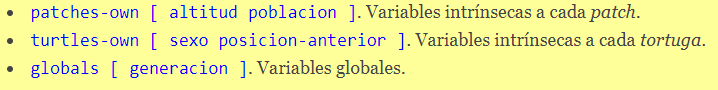 • patches-own [ altitud poblacion ]. Variables intrínsecas a cada patch.
• turtles-own [ sexo posicion-anterior ]. Variables intrínsecas a cada tortuga.
• globals [ generacion ]. Variables globales.